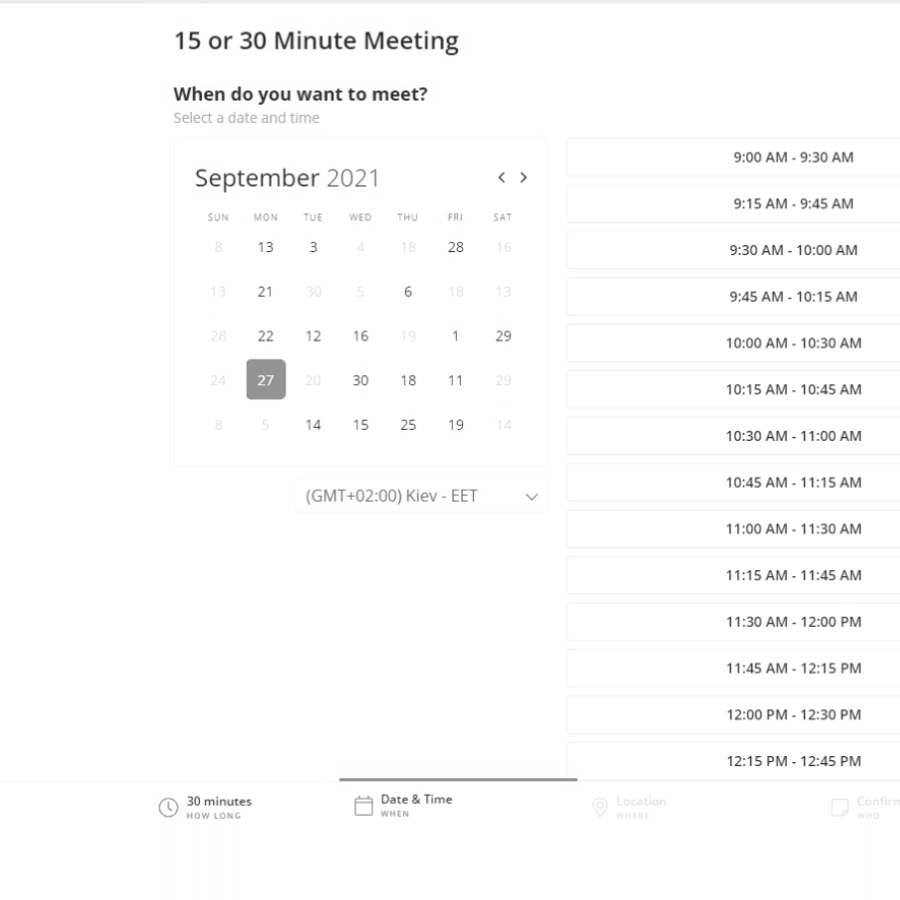 15 or 30 Minute Meeting
When do you want to meet?
Select a date and time
September 2021
SUN MON TUE WED THU FRI SAT
8 13 3 4 18 28 16
13 21 30 5 6 18 13
28 22 12 16 19 1 29
24 27 20 30 18 11 29
8 5 14 15 25 19 14
(GMT+02:00) Kiev - EET
9:00 AM - 9:30 AM
9:15 AM - 9:45 AM
9:30 AM - 10:00 AM
9:45 AM - 10:15 AM
10:00 AM - 10:30 AM
10:15 AM - 10:45 AM
10:30 AM - 11:00 AM
10:45 AM - 11:15 AM
11:00 AM - 11:30 AM
11:15 AM - 11:45 AM
11:30 AM - 12:00 PM
11:45 AM - 12:15 PM
12:00 PM - 12:30 PM
12:15 PM - 12:45 PM
30 minutes
HOW LONG
Date & Time
WHEN
Location
WHERE
Confirm
WHO